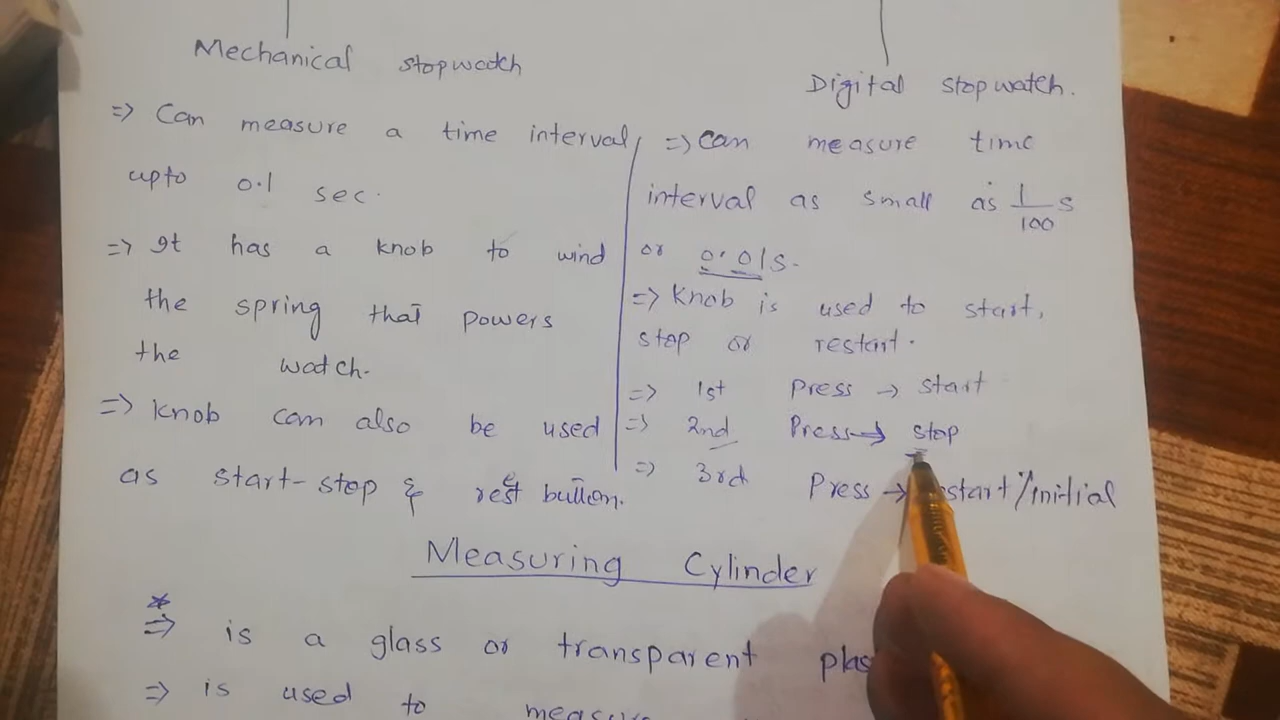 Mechanical stopwatch
=> Can measure a time interval
upto 0.1 sec.
=> It has a knob to wind
the spring that powers
the watch.
=> knob can also be used
as start-stop & reset button.
Digital stopwatch.
=> can measure time
interval as small as 1/100 s
or 0.01s.
=> Knob is used to start,
stop or restart.
=> 1st Press → start
=> 2nd Press → stop
=> 3rd Press → start/initial
Measuring Cylinder
* => is a glass or transparent
=> is used to